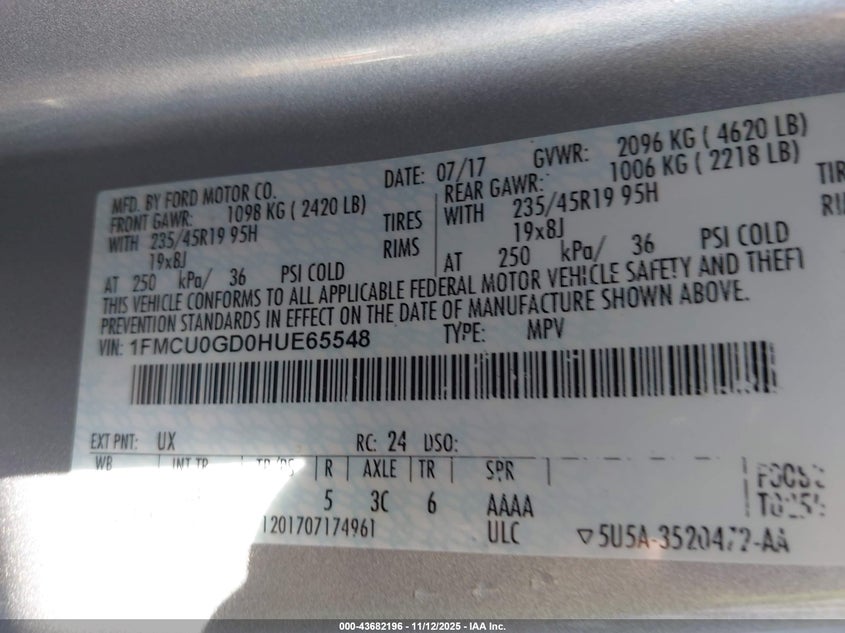 MFD. BY FORD MOTOR CO.
DATE: 07/17 GVWR: 2096 KG ( 4620 LB)
FRONT GAWR: 1098 KG ( 2420 LB)
REAR GAWR: 1006 KG ( 2218 LB)
WITH 235/45R19 95H TIRES
WITH 235/45R19 95H
19x8J RIMS
19x8J
AT 250 kPa/ 36 PSI COLD
AT 250 kPa/ 36 PSI COLD
THIS VEHICLE CONFORMS TO ALL APPLICABLE FEDERAL MOTOR VEHICLE SAFETY AND THEFT
PREVENTION STANDARDS IN EFFECT ON THE DATE OF MANUFACTURE SHOWN ABOVE.
VIN: 1FMCU0GD0HUE65548 TYPE: MPV
EXT PNT: UX RC: 24 DSO:
WB INT TR R AXLE TR SPR
5 3C 6 AAAA
1201707174961 ULC
5U5A-3520472-AA
000-43682196 - 11/12/2025 - IAA Inc.